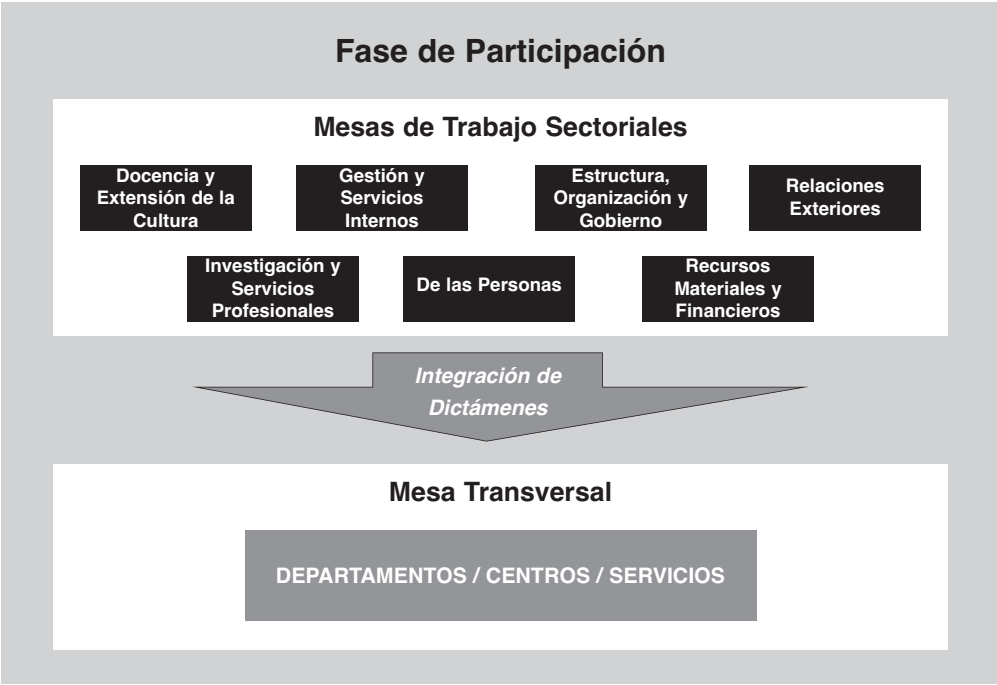 Fase de Participación
Mesas de Trabajo Sectoriales
Docencia y
Extensión de la
Cultura
Gestión y
Servicios
Internos
Estructura,
Organización y
Gobierno
Relaciones
Exteriores
Investigación y
Servicios
Profesionales
De las Personas
Recursos
Materiales y
Financieros
Integración de
Dictámenes
Mesa Transversal
DEPARTAMENTOS / CENTROS / SERVICIOS